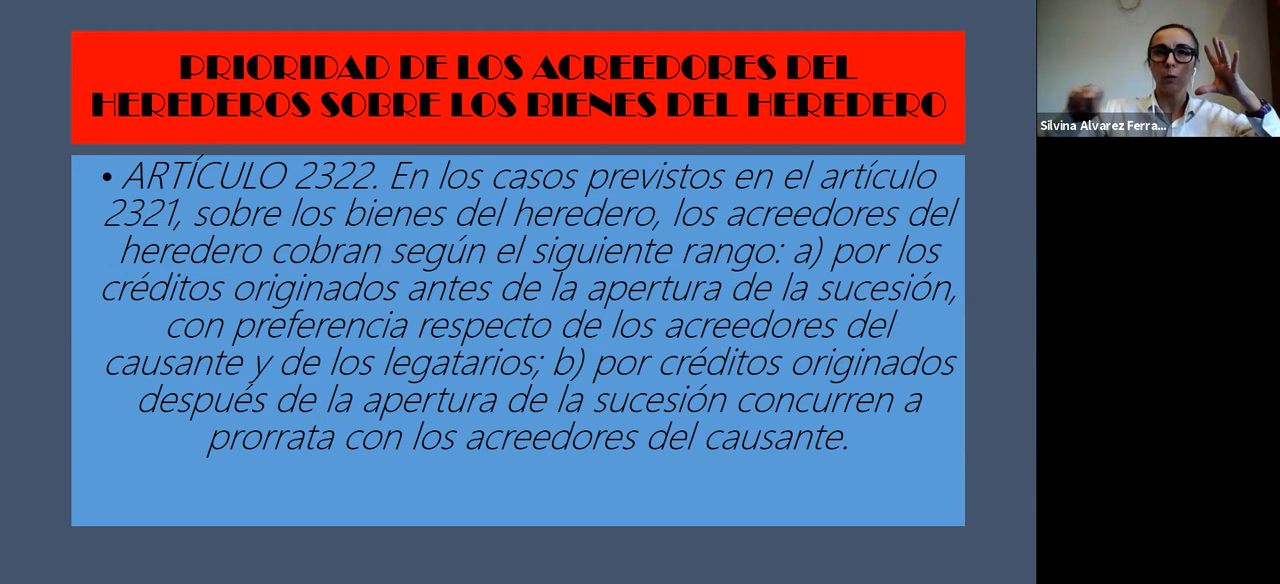 PRIORIDAD DE LOS ACREEDORES DEL
HEREDEROS SOBRE LOS BIENES DEL HEREDERO
• ARTÍCULO 2322. En los casos previstos en el artículo
2321, sobre los bienes del heredero, los acreedores del
heredero cobran según el siguiente rango: a) por los
créditos originados antes de la apertura de la sucesión,
con preferencia respecto de los acreedores del
causante y de los legatarios; b) por créditos originados
después de la apertura de la sucesión concurren a
prorrata con los acreedores del causante.
Silvina Alvarez Ferra...